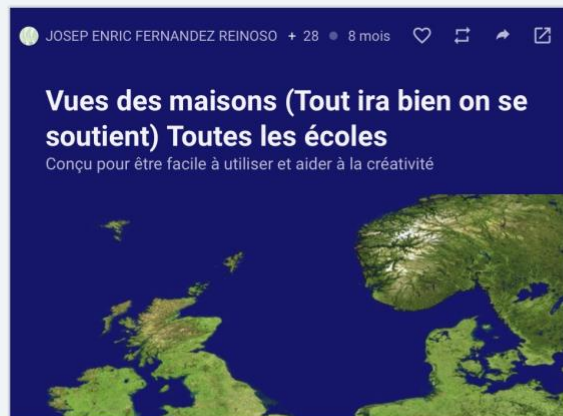 JOSEP ENRIC FERNANDEZ REINOSO + 28 8 mois
Vues des maisons (Tout ira bien on se
soutient) Toutes les écoles
Conçu pour être facile à utiliser et aider à la créativité